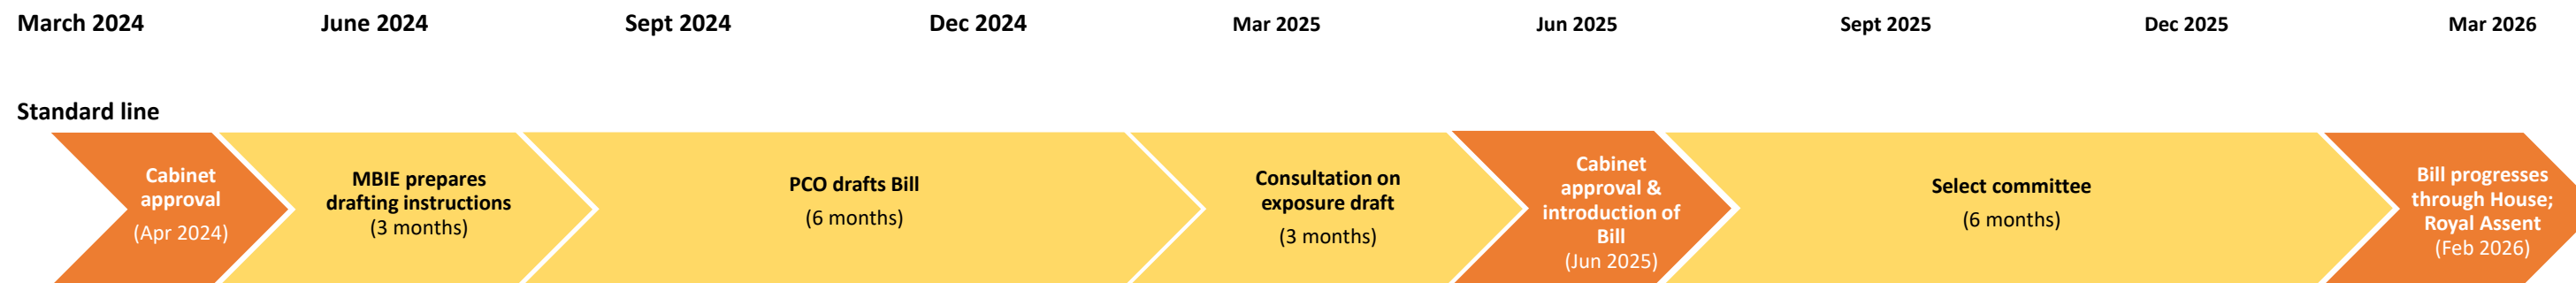 March 2024 June 2024 Sept 2024 Dec 2024 Mar 2025 Jun 2025 Sept 2025 Dec 2025 Mar 2026
Standard line
Cabinet
approval
(Apr 2024)
MBIE prepares
drafting instructions
(3 months)
PCO drafts Bill
(6 months)
Consultation on
exposure draft
(3 months)
Cabinet
approval &
introduction of
Bill
(Jun 2025)
Select committee
(6 months)
Bill progresses
through House;
Royal Assent
(Feb 2026)